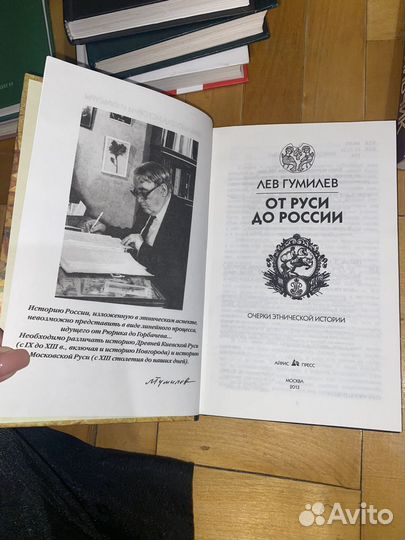 Историю России, изложенную в этническом аспекте,
невозможно представить в виде линейного процесса,
идущего от Рюрика до Горбачева...
Необходимо различать историю Древней Киевской Руси
(с IX до XIII в., включая и историю Новгорода) и историю
Московской Руси (с XIII столетия до наших дней).
Л Гумилев
ЛЕВ ГУМИЛЕВ
ОТ РУСИ
ДО РОССИИ
ОЧЕРКИ ЭТНИЧЕСКОЙ ИСТОРИИ
АЙРИС ПРЕСС
МОСКВА
2013
Avito